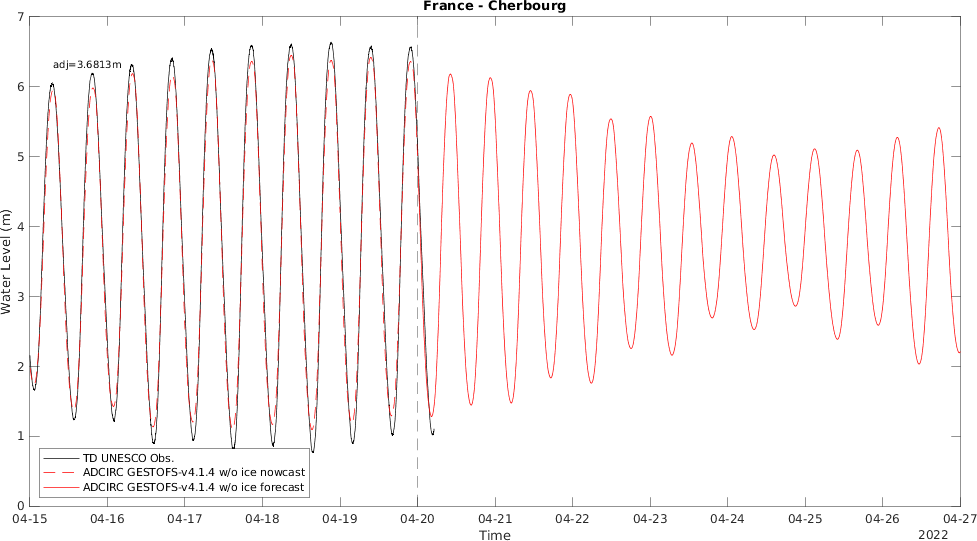 France - Cherbourg
7
adj=3.6813m
6
5
4
3
2
1
0
Water Level (m)
TD UNESCO Obs.
ADCIRC GESTOFS-v4.1.4 w/o ice nowcast
ADCIRC GESTOFS-v4.1.4 w/o ice forecast
04-15 04-16 04-17 04-18 04-19 04-20 04-21 04-22 04-23 04-24 04-25 04-26 04-27
Time 2022